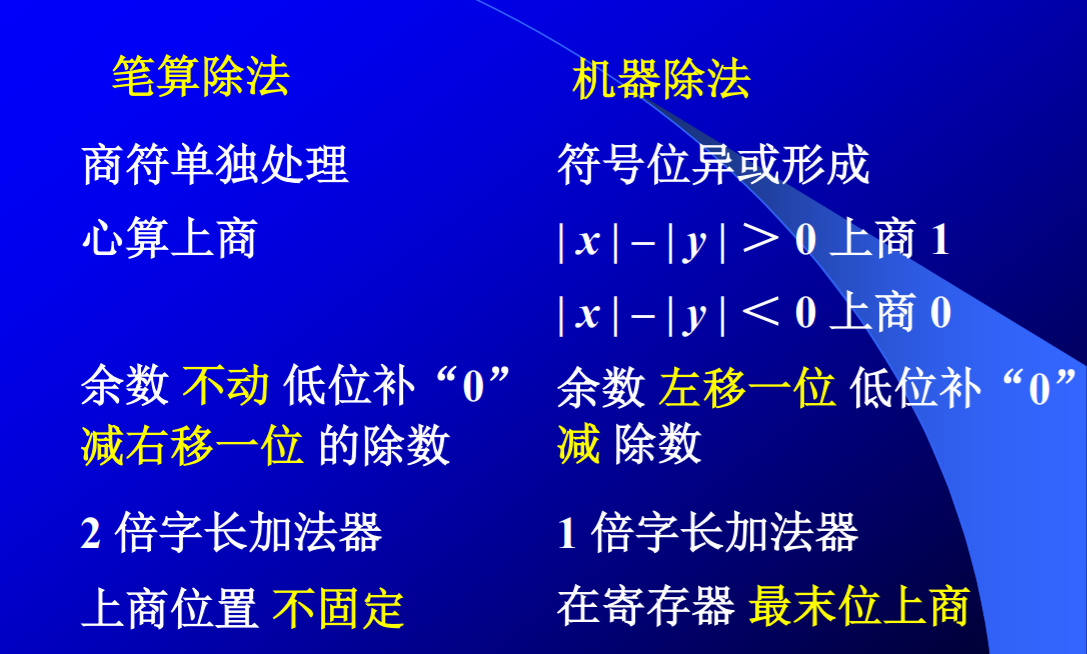 笔算除法
机器除法
商符单独处理
符号位异或形成
心算上商
| x | – | y | ＞ 0 上商 1
| x | – | y | ＜ 0 上商 0
余数 不动 低位补“0”
减右移一位 的除数
余数 左移一位 低位补“0”
减 除数
2 倍字长加法器
1 倍字长加法器
上商位置 不固定
在寄存器 最末位上商